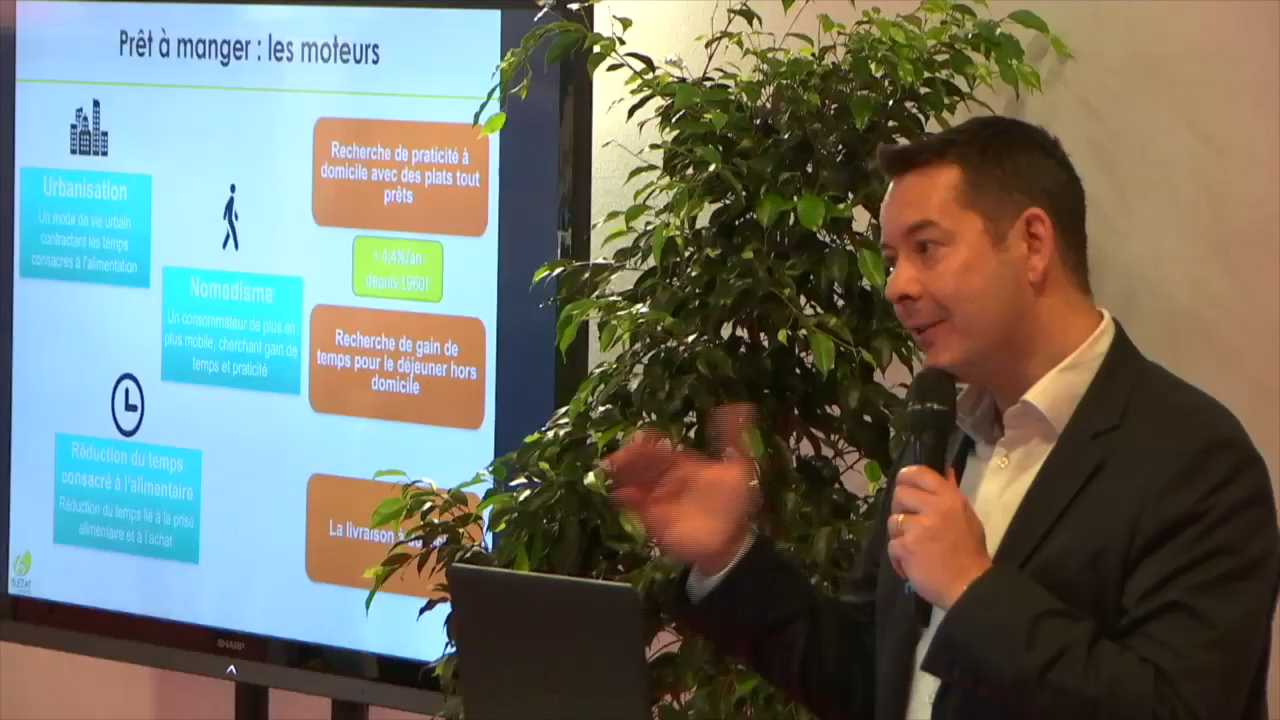 Prêt à manger : les moteurs
Urbanisation
Un mode de vie urbain
contractant les temps
consacrés à l'alimentation
Nomadisme
Un consommateur de plus en
plus mobile, cherchant gain de
temps et praticité
Réduction du temps
consacré à l'alimentaire
Réduction du temps lié à la prise
alimentaire et à l'achat
Recherche de praticité à
domicile avec des plats tout
prêts
+ 4,4%/an
depuis 1960!
Recherche de gain de
temps pour le déjeuner hors
domicile
La livraison à
SHARP